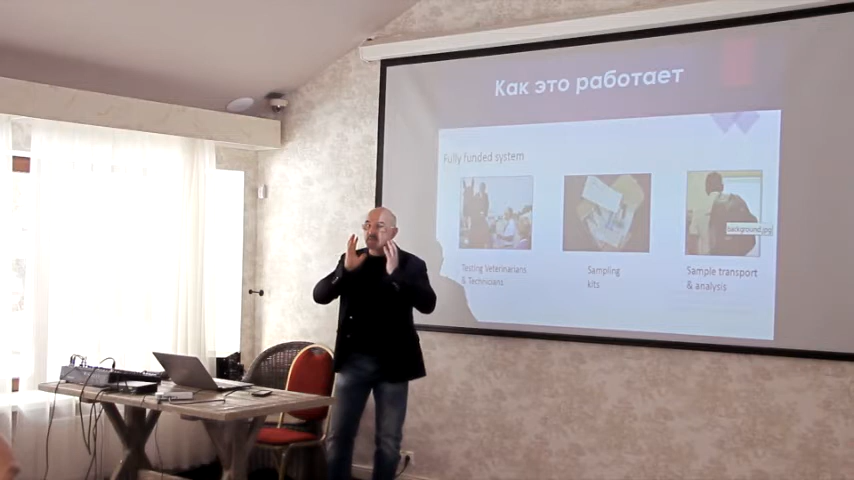 Как это работает
Fully funded system
background.jpg
Testing Veterinarians
& Technicians
Sampling
kits
Sample transport
& analysis